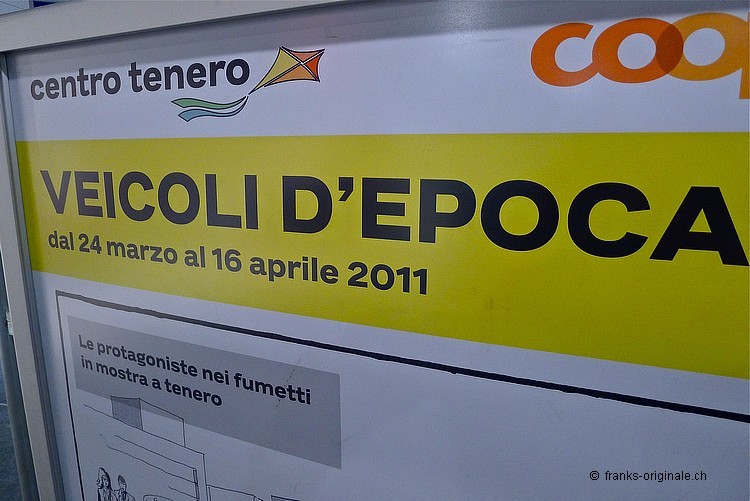 centro tenero
coop
VEICOLI D'EPOCA
dal 24 marzo al 16 aprile 2011
Le protagoniste nei fumetti
in mostra a tenero
© franks-originale.ch